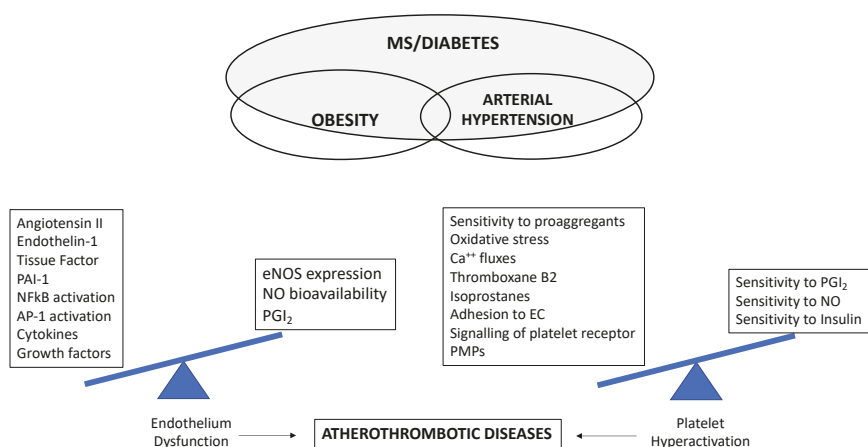 MS/DIABETES
OBESITY
ARTERIAL
HYPERTENSION
Angiotensin II
Endothelin-1
Tissue Factor
PAI-1
NFkB activation
AP-1 activation
Cytokines
Growth factors
eNOS expression
NO bioavailability
PGI₂
Sensitivity to proaggregants
Oxidative stress
Ca⁺⁺ fluxes
Thromboxane B2
Isoprostanes
Adhesion to EC
Signalling of platelet receptor
PMPs
Sensitivity to PGI₂
Sensitivity to NO
Sensitivity to Insulin
Endothelium
Dysfunction
ATHEROTHROMBOTIC DISEASES
Platelet
Hyperactivation